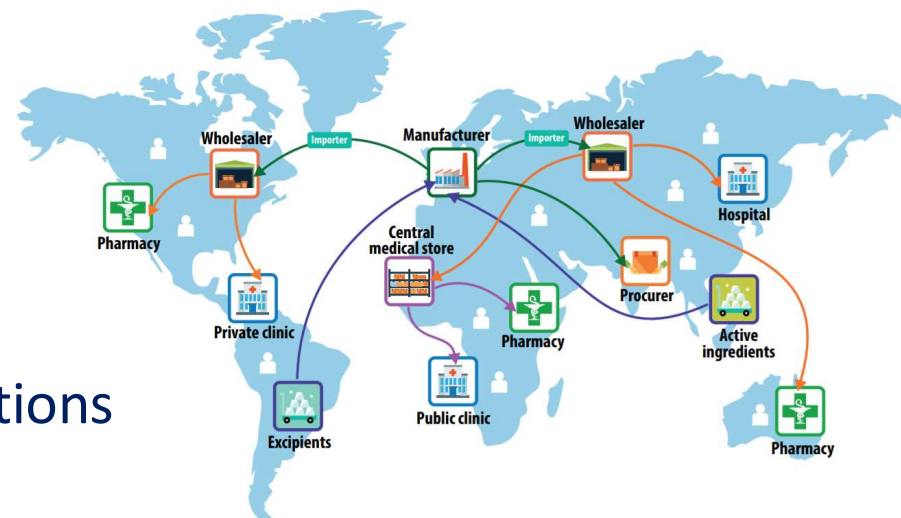 Wholesaler
Importer
Manufacturer
Importer
Wholesaler
Pharmacy
Hospital
Central
medical store
Procurer
Private clinic
Pharmacy
Active
ingredients
tions
Excipients
Public clinic
Pharmacy